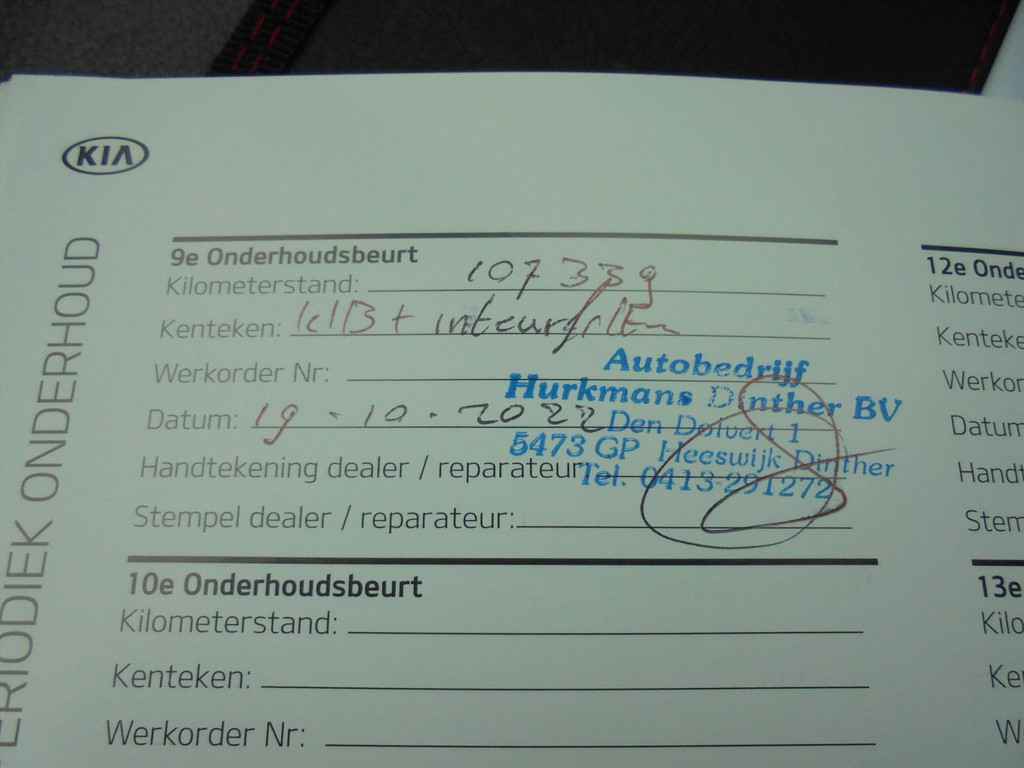 KIA
PERIODIEK ONDERHOUD
9e Onderhoudsbeurt
Kilometerstand: 107339
Kenteken: KlB + inteurfilter
Werkorder Nr:
Datum: 19-10-2022
Handtekening dealer / reparateur:
Stempel dealer / reparateur:
Autobedrijf
Hurkmans Dinther BV
Den Dolvert 1
5473 GP Heeswijk Dinther
Tel. 0413-291272
10e Onderhoudsbeurt
Kilometerstand:
Kenteken:
Werkorder Nr:
12e Onde
Kilomete
Kenteke
Werkor
Datum
Handt
Stem
13e
Kilo
Ke
W